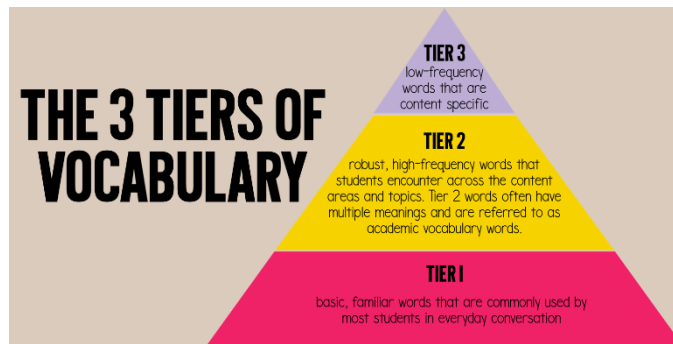 THE 3 TIERS OF
VOCABULARY
TIER 3
low-frequency
words that are
content specific
TIER 2
robust, high-frequency words that
students encounter across the content
areas and topics. Tier 2 words often have
multiple meanings and are referred to as
academic vocabulary words.
TIER 1
basic, familiar words that are commonly used by
most students in everyday conversation